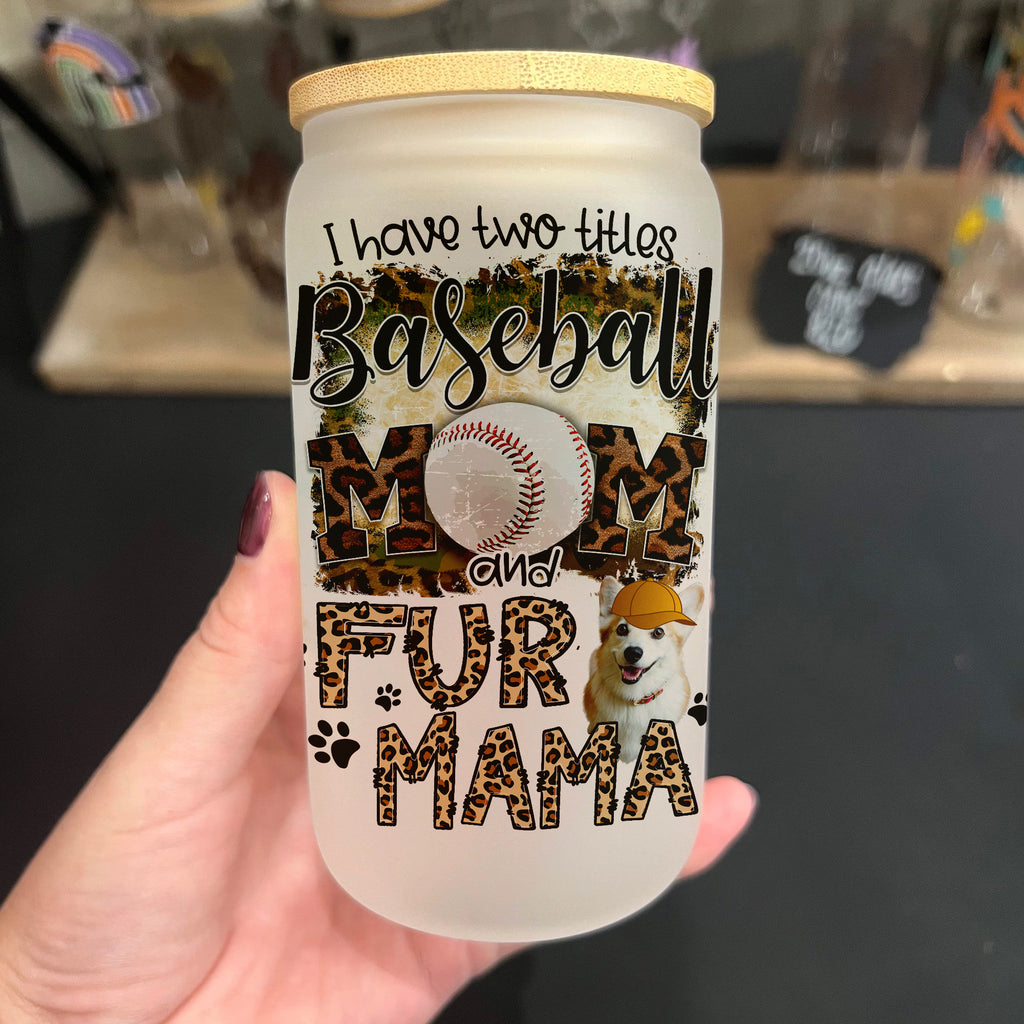 I have two titles
Baseball
MOM
and
FUR
MAMA